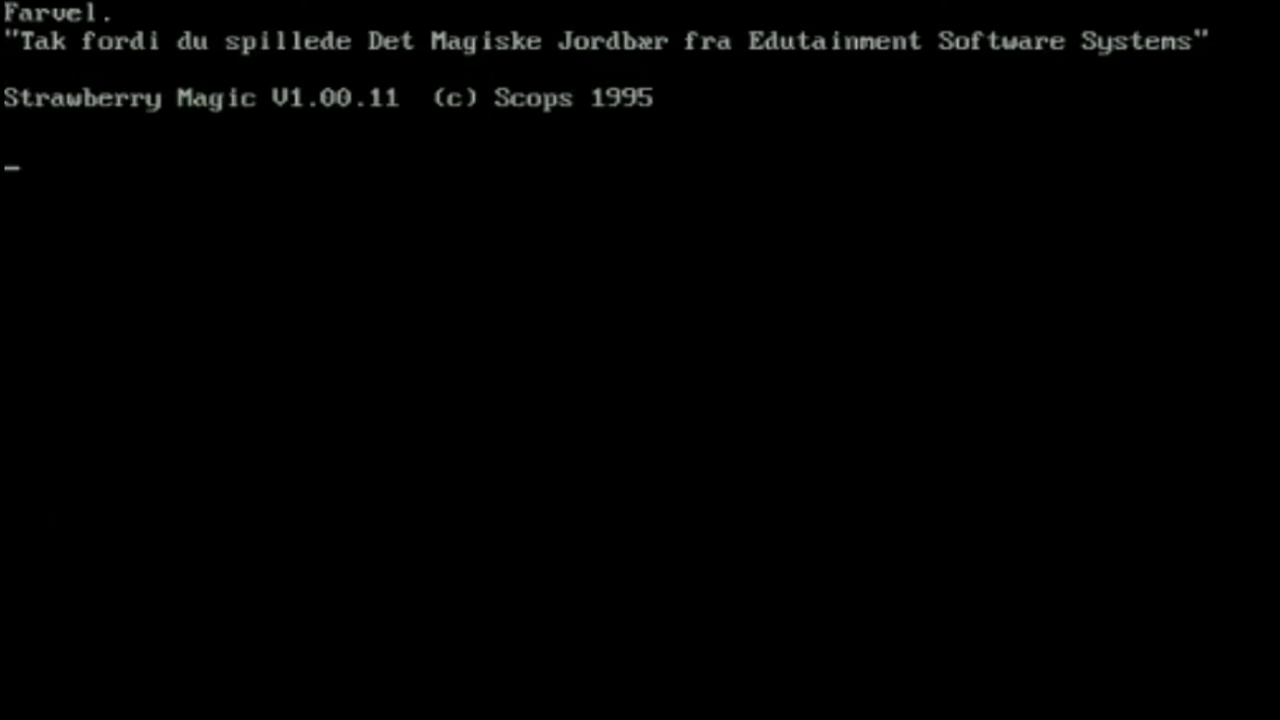 Farvel.
"Tak fordi du spillede Det Magiske Jordbær fra Edutainment Software Systems"
Strawberry Magic V1.00.11 (c) Scops 1995
_